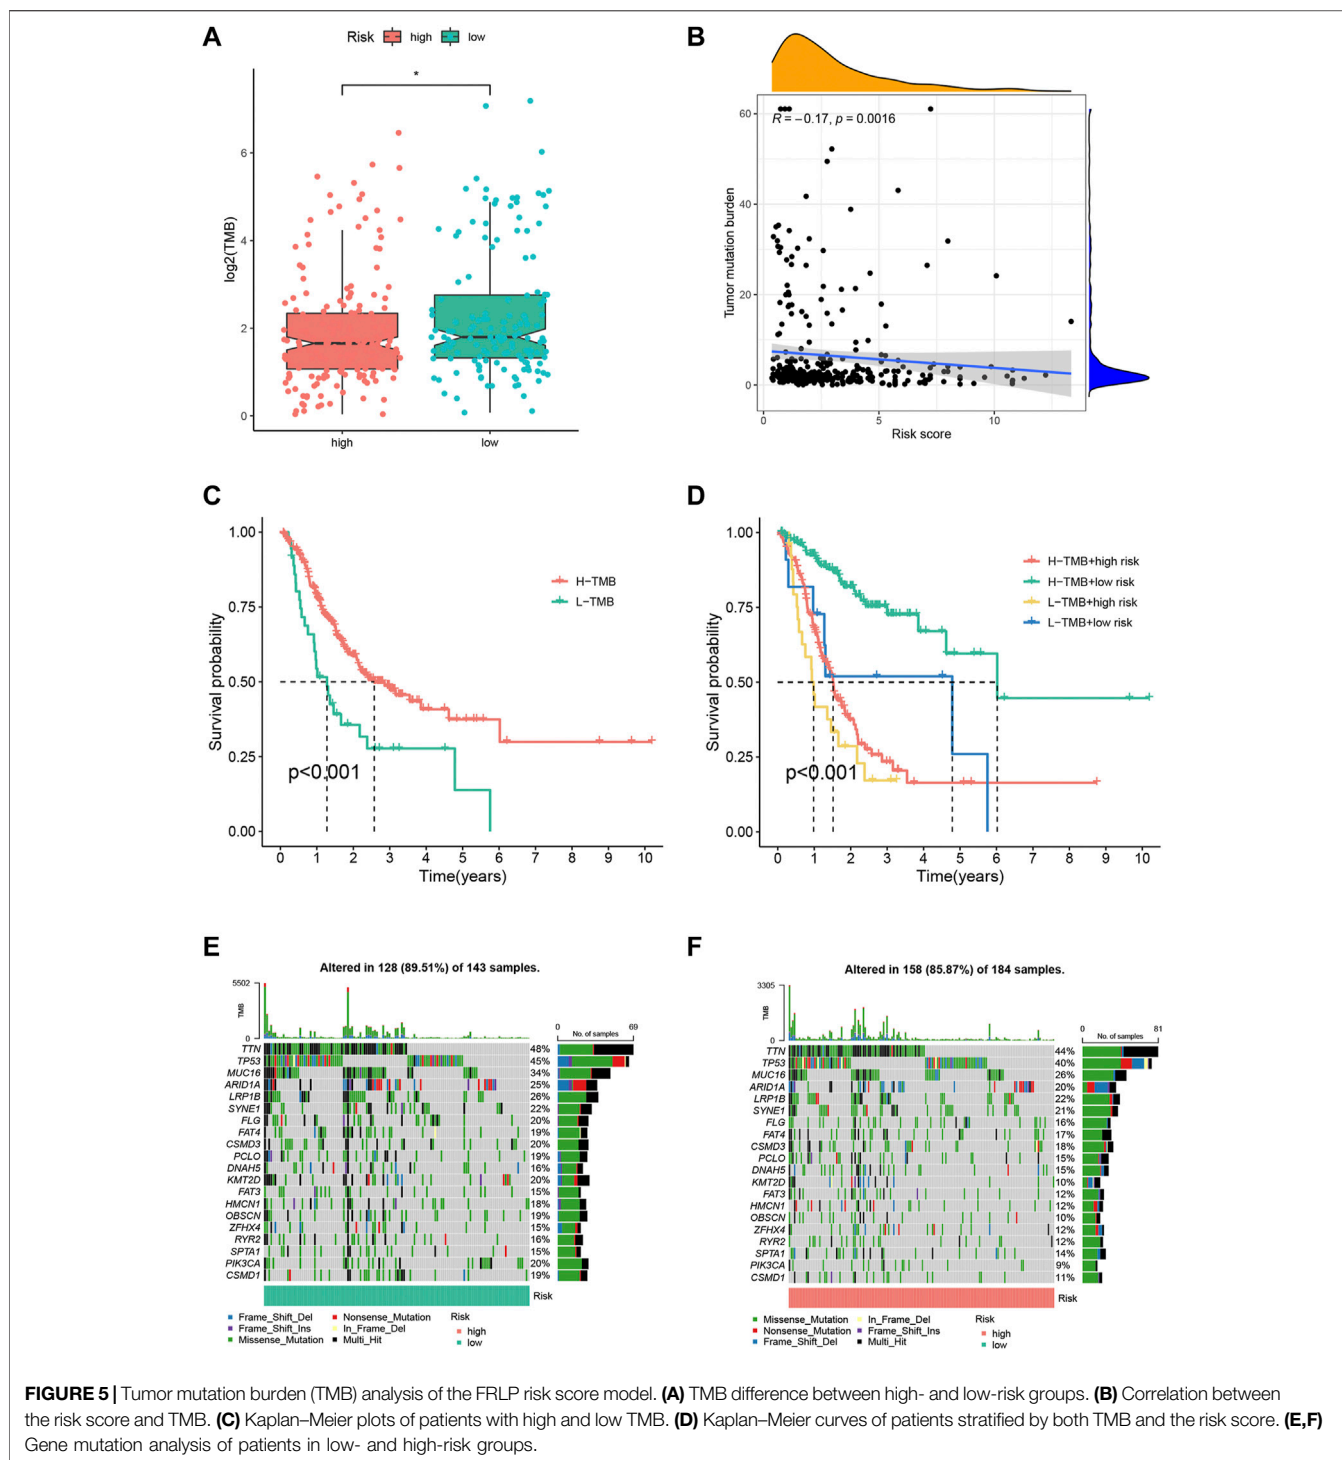 A
Risk high low
*
log2(TMB)
6
4
2
0
high low
B
R = −0.17, p = 0.0016
Tumor mutation burden
60
40
20
0
0 5 10
Risk score
C
Survival probability
1.00
0.75
0.50
0.25
0.00
H−TMB
L−TMB
p<0.001
0 1 2 3 4 5 6 7 8 9 10
Time(years)
D
Survival probability
1.00
0.75
0.50
0.25
0.00
H−TMB+high risk
H−TMB+low risk
L−TMB+high risk
L−TMB+low risk
p<0.001
0 1 2 3 4 5 6 7 8 9 10
Time(years)
E
Altered in 128 (89.51%) of 143 samples.
5502
TMB
0
0 69
No. of samples
TTN 48%
TP53 45%
MUC16 34%
ARID1A 25%
LRP1B 26%
SYNE1 22%
FLG 20%
FAT4 19%
CSMD3 20%
PCLO 19%
DNAH5 16%
KMT2D 20%
FAT3 15%
HMCN1 18%
OBSCN 19%
ZFHX4 15%
RYR2 16%
SPTA1 15%
PIK3CA 20%
CSMD1 19%
Risk
Frame_Shift_Del Nonsense_Mutation Risk
Frame_Shift_Ins In_Frame_Del high
Missense_Mutation Multi_Hit low
F
Altered in 158 (85.87%) of 184 samples.
3305
TMB
0
0 81
No. of samples
TTN 44%
TP53 40%
MUC16 26%
ARID1A 20%
LRP1B 22%
SYNE1 21%
FLG 16%
FAT4 17%
CSMD3 18%
PCLO 15%
DNAH5 15%
KMT2D 10%
FAT3 12%
HMCN1 12%
OBSCN 10%
ZFHX4 12%
RYR2 12%
SPTA1 14%
PIK3CA 9%
CSMD1 11%
Risk
Missense_Mutation In_Frame_Del Risk
Nonsense_Mutation Frame_Shift_Ins high
Frame_Shift_Del Multi_Hit low
FIGURE 5 | Tumor mutation burden (TMB) analysis of the FRLP risk score model. (A) TMB difference between high- and low-risk groups. (B) Correlation between
the risk score and TMB. (C) Kaplan–Meier plots of patients with high and low TMB. (D) Kaplan–Meier curves of patients stratified by both TMB and the risk score. (E,F)
Gene mutation analysis of patients in low- and high-risk groups.